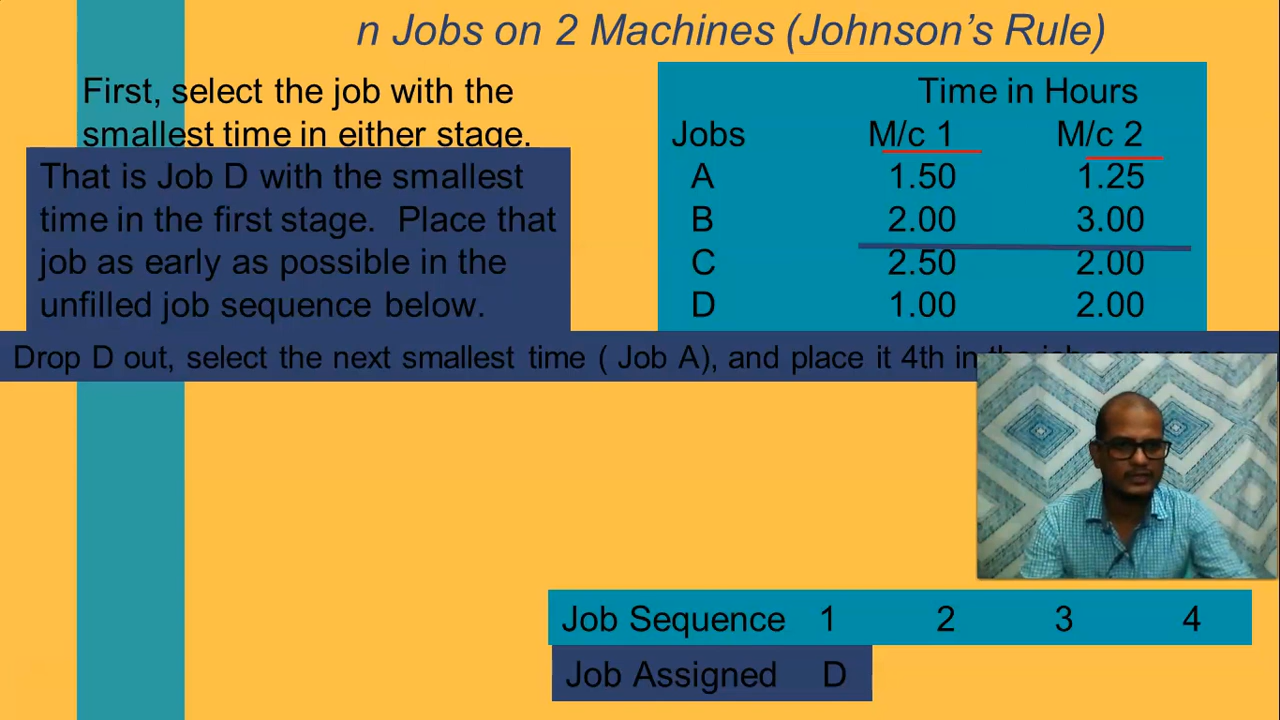 n Jobs on 2 Machines (Johnson’s Rule)
First, select the job with the
smallest time in either stage.
That is Job D with the smallest
time in the first stage. Place that
job as early as possible in the
unfilled job sequence below.
Time in Hours
Jobs M/c 1 M/c 2
A 1.50 1.25
B 2.00 3.00
C 2.50 2.00
D 1.00 2.00
Drop D out, select the next smallest time ( Job A), and place it 4th in the job sequence
Job Sequence 1 2 3 4
Job Assigned D